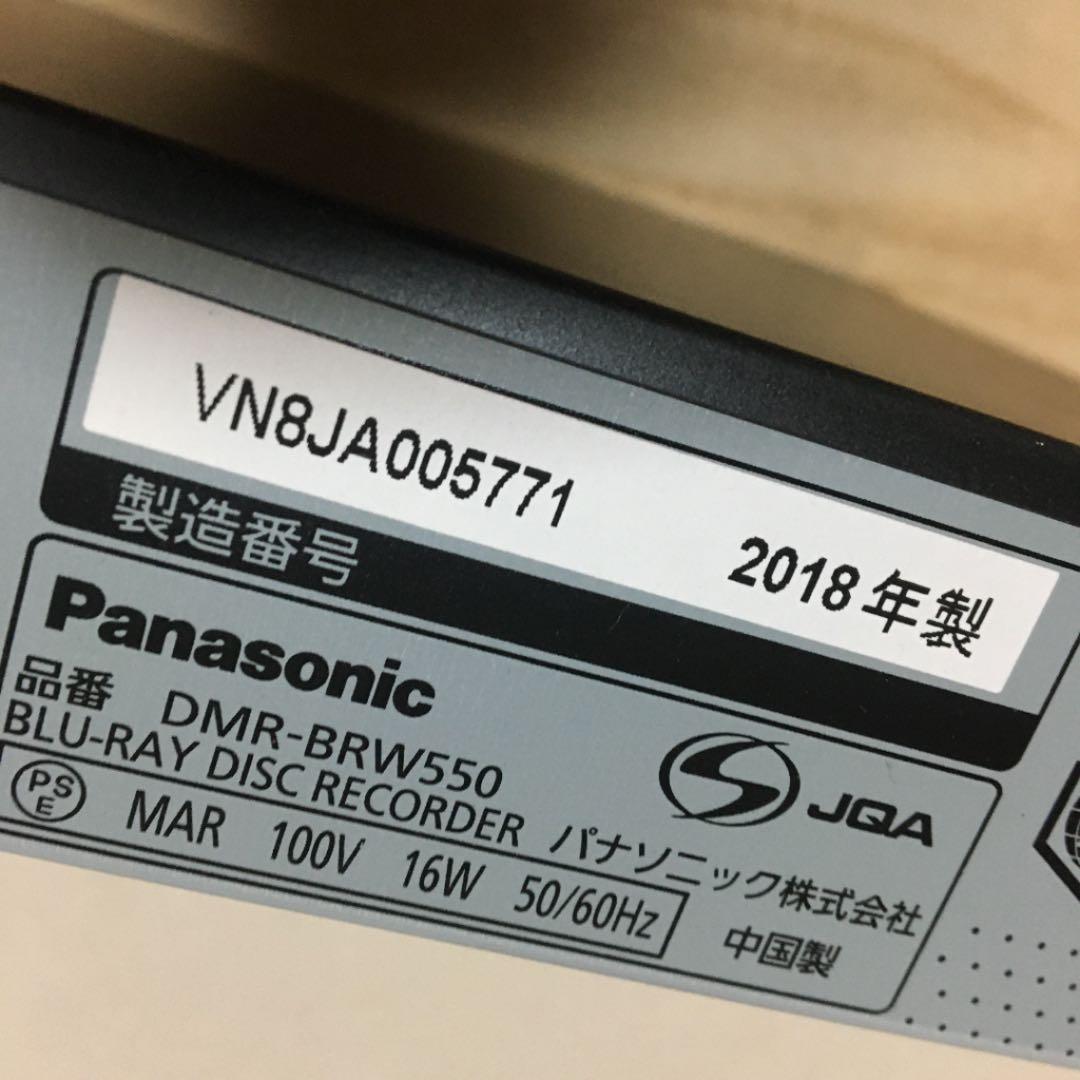 VN8JA005771 2018年製
製造番号
Panasonic
品番 DMR-BRW550
BLU-RAY DISC RECORDER パナソニック株式会社
PSE MAR 100V 16W 50/60Hz 中国製
JQA